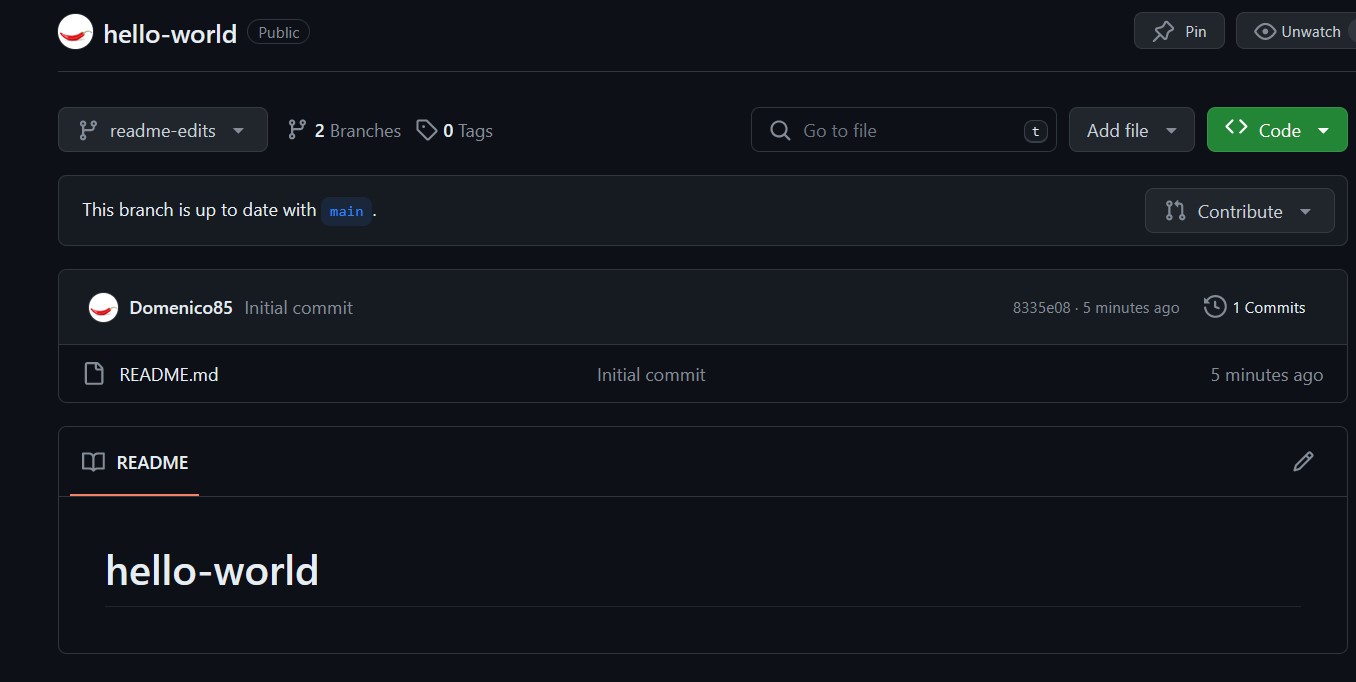 hello-world Public Pin Unwatch
readme-edits 2 Branches 0 Tags Go to file t Add file Code
This branch is up to date with main . Contribute
Domenico85 Initial commit 8335e08 · 5 minutes ago 1 Commits
README.md Initial commit 5 minutes ago
README
hello-world